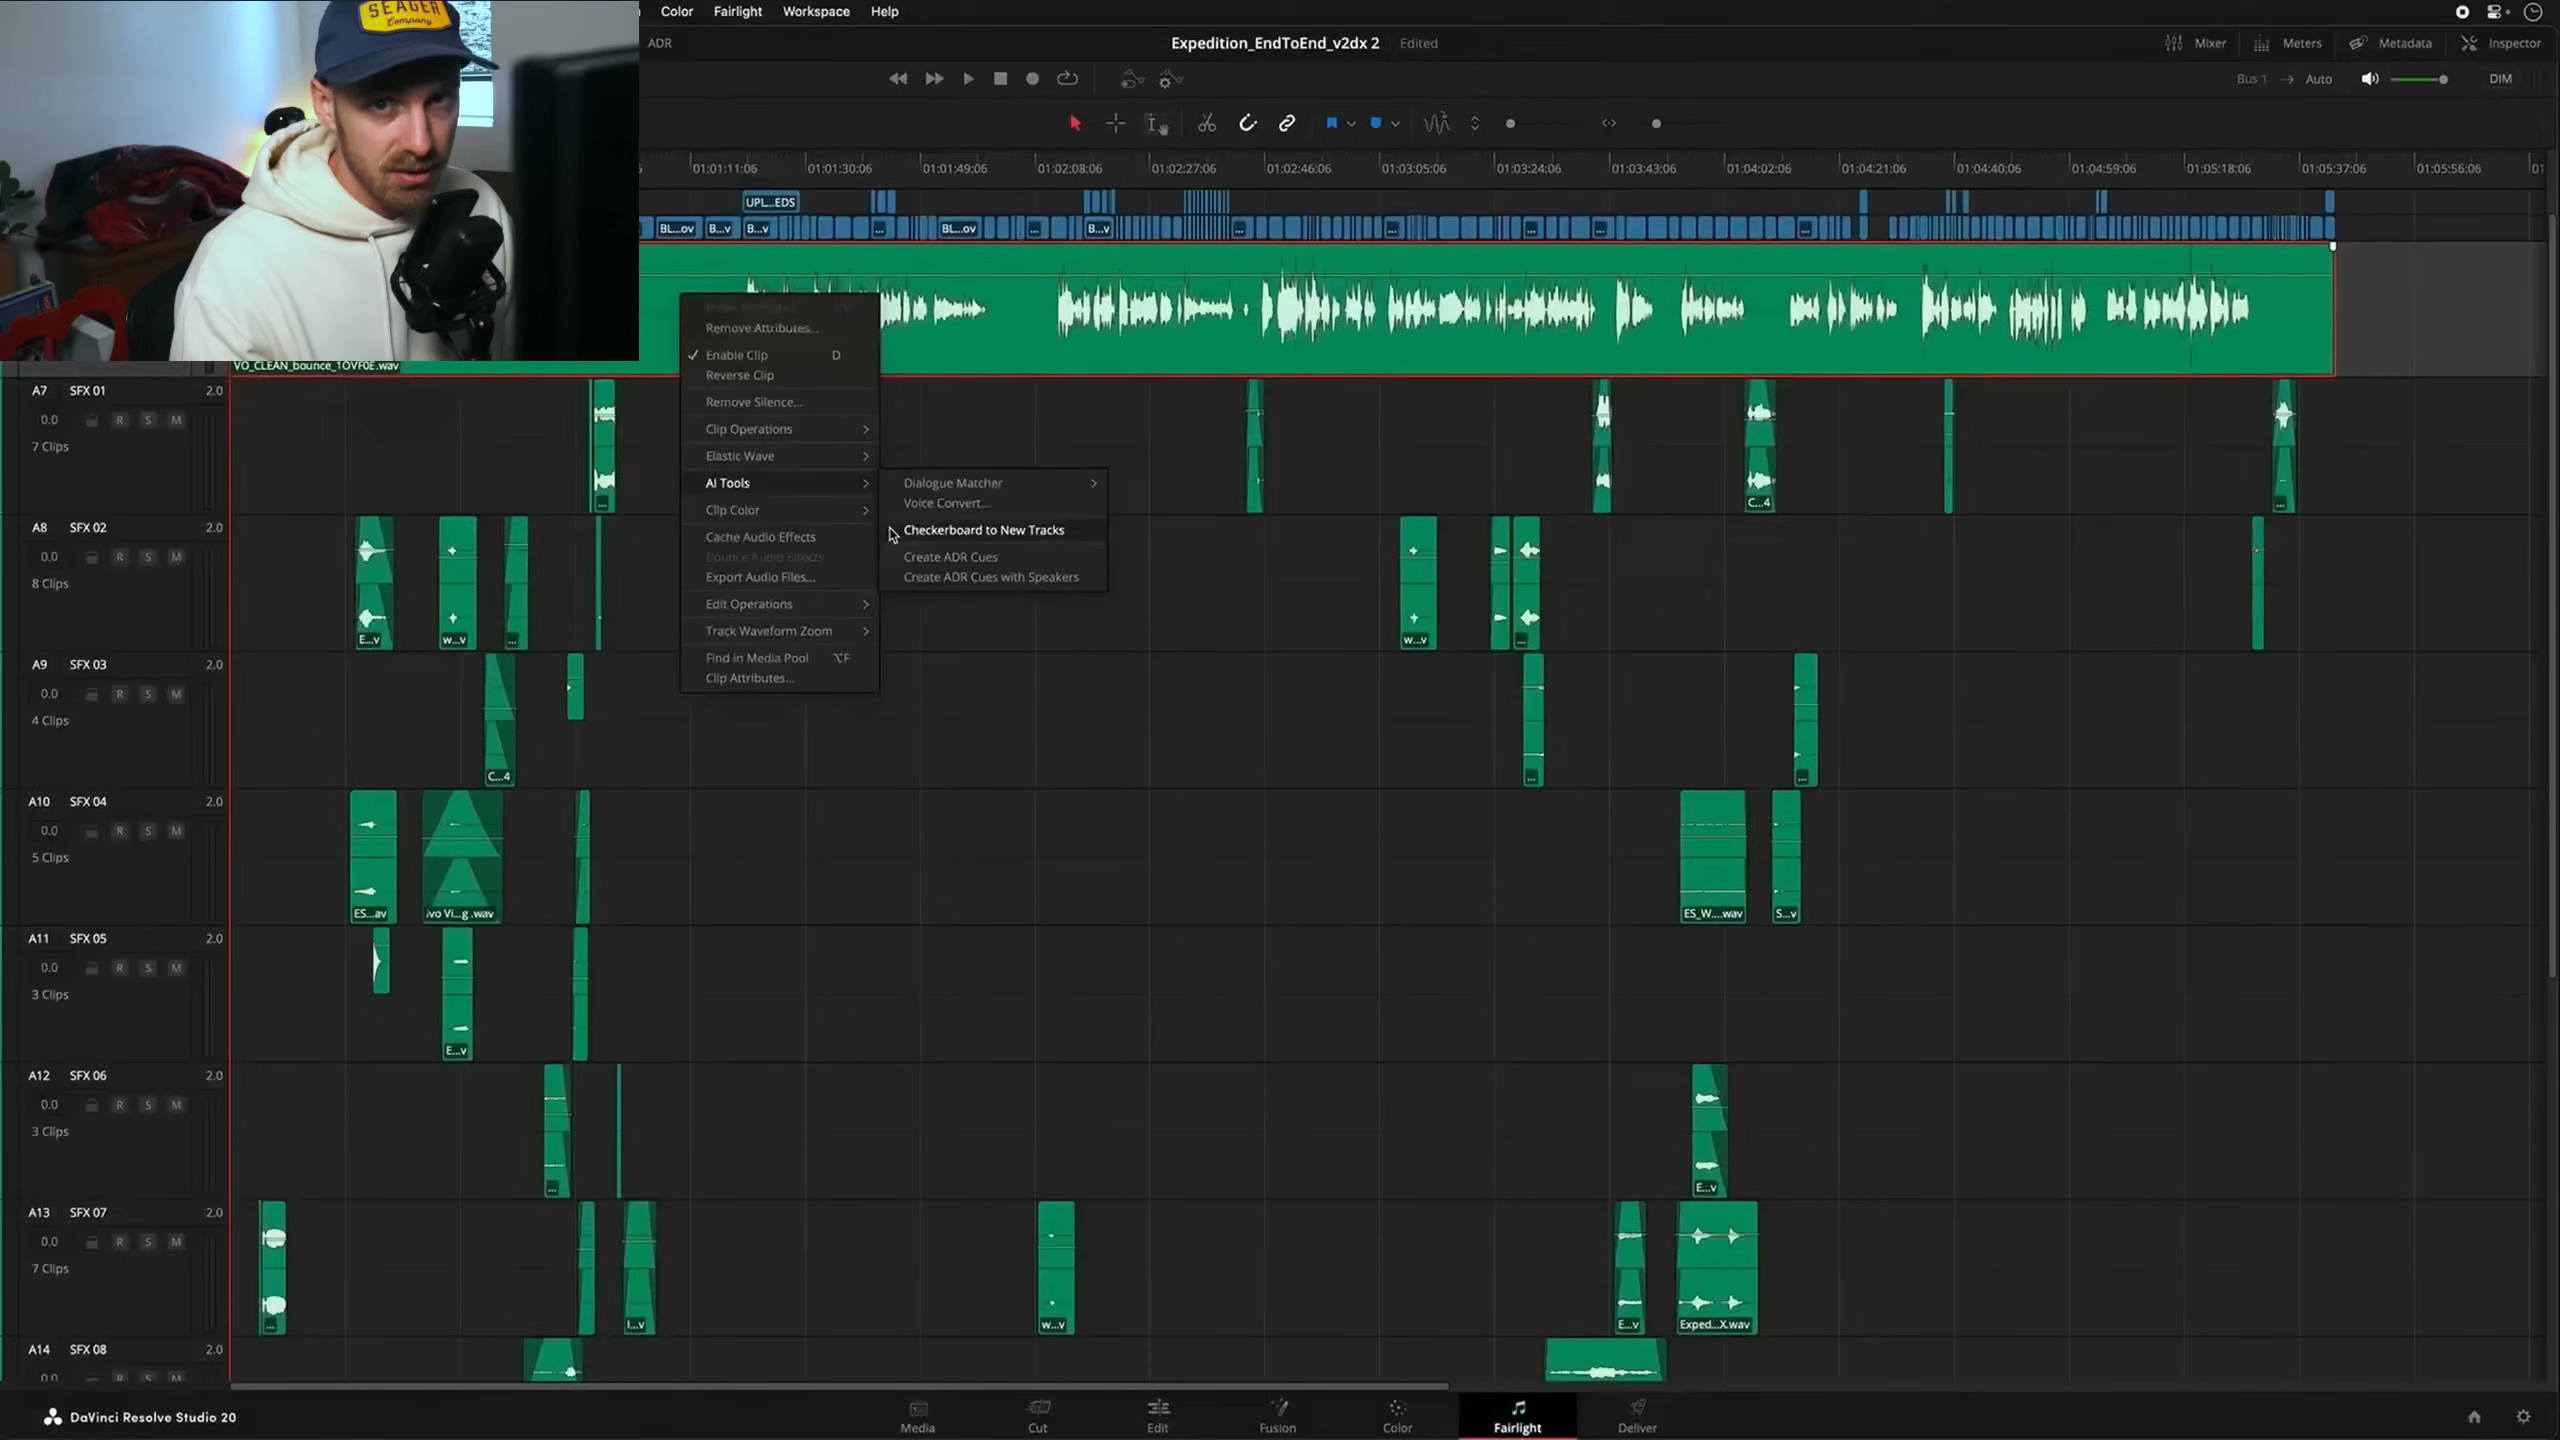 SEAGER
Company
Color Fairlight Workspace Help
ADR
Expedition_EndToEnd_v2dx 2 Edited
Mixer Meters Metadata Inspector
Bus 1 → Auto DIM
01:01:11:06 01:01:30:06 01:01:49:06 01:02:08:06 01:02:27:06 01:02:46:06 01:03:05:06 01:03:24:06 01:03:43:06 01:04:02:06 01:04:21:06 01:04:40:06 01:04:59:06 01:05:18:06 01:05:37:06 01:05:56:06
UPL...EDS
BL...ov B...v B...v ... BL...ov ... B...v ... ... ... ... ...
VO_CLEAN_bounce_1OVF0E.wav
Remove Attributes...
✓ Enable Clip D
Reverse Clip
Remove Silence...
Clip Operations >
Elastic Wave >
AI Tools >
Clip Color >
Cache Audio Effects
Bounce Audio Effects
Export Audio Files...
Edit Operations >
Track Waveform Zoom >
Find in Media Pool ⌥F
Clip Attributes...
Dialogue Matcher >
Voice Convert...
Checkerboard to New Tracks
Create ADR Cues
Create ADR Cues with Speakers
A7 SFX 01 2.0
0.0 R S M
7 Clips
... C...4 ...
A8 SFX 02 2.0
0.0 R S M
8 Clips
E...v w...v ... w...v ...
A9 SFX 03 2.0
0.0 R S M
4 Clips
C...4 ... ...
A10 SFX 04 2.0
0.0 R S M
5 Clips
ES...av ivo Vi...g .wav ES_W....wav S...v
A11 SFX 05 2.0
0.0 R S M
3 Clips
E...v
A12 SFX 06 2.0
0.0 R S M
3 Clips
... E...v
A13 SFX 07 2.0
0.0 R S M
7 Clips
... I...v w...v E...v Exped...X.wav
A14 SFX 08 2.0
0.0 R S M
DaVinci Resolve Studio 20
Media Cut Edit Fusion Color Fairlight Deliver